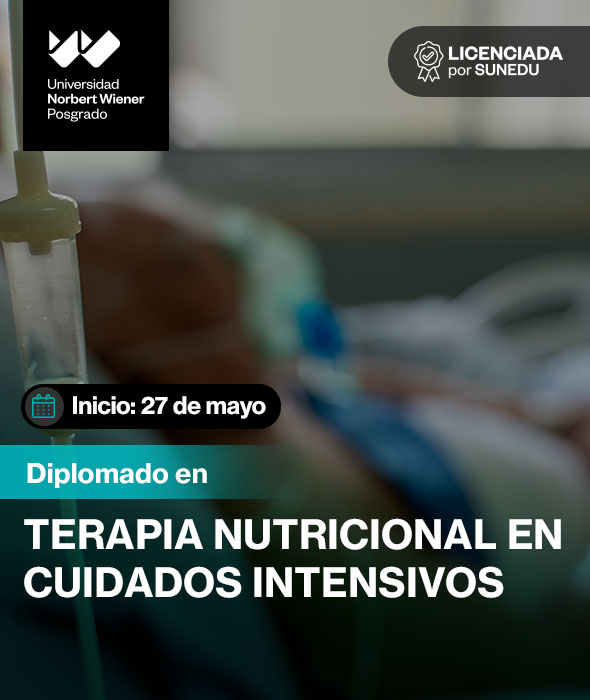 Universidad
Norbert Wiener
Posgrado
LICENCIADA
por SUNEDU
Inicio: 27 de mayo
Diplomado en
TERAPIA NUTRICIONAL EN
CUIDADOS INTENSIVOS